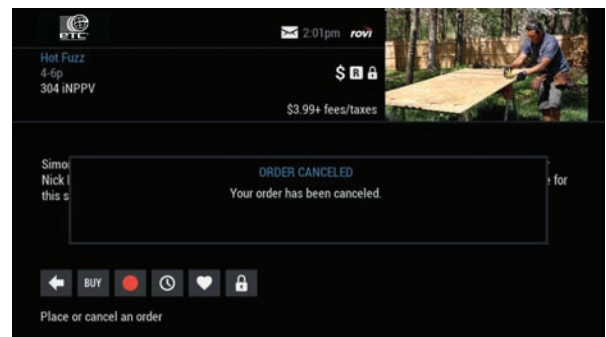 etc
2:01pm rovi
Hot Fuzz
4-6p
304 iNPPV
$ R
$3.99+ fees/taxes
Simo
Nick
for
this s
ORDER CANCELED
Your order has been canceled.
BUY
Place or cancel an order